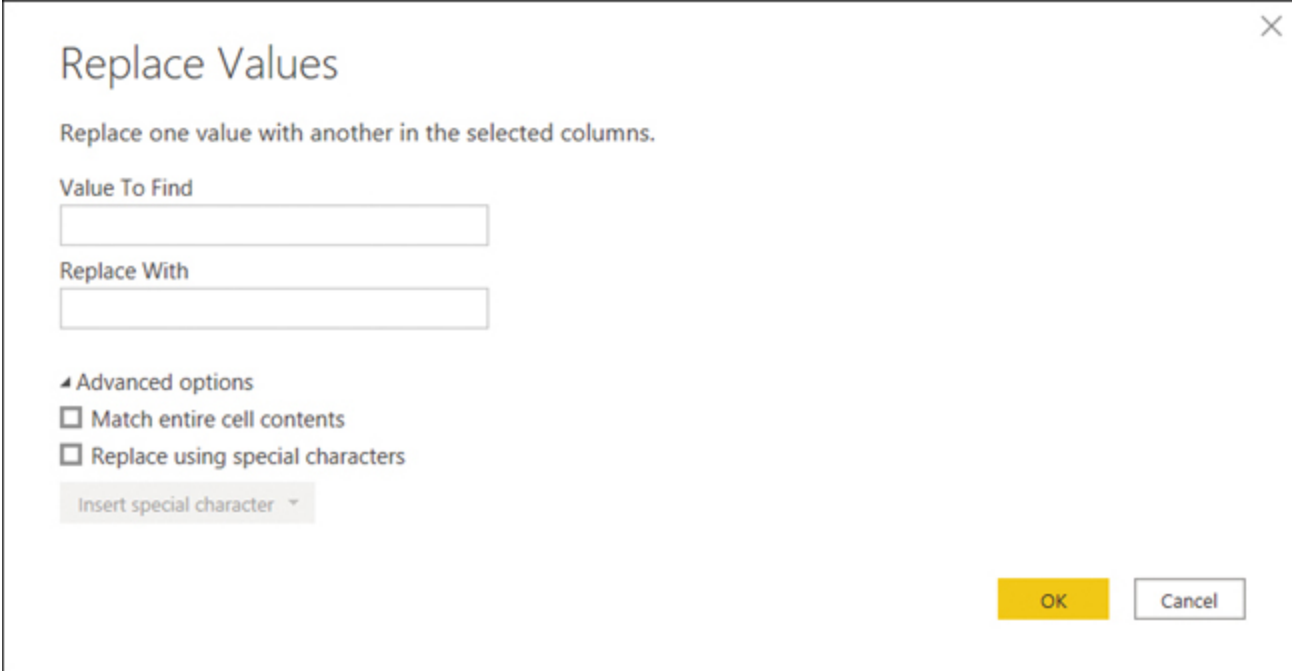 Replace Values
Replace one value with another in the selected columns.
Value To Find
Replace With
Advanced options
Match entire cell contents
Replace using special characters
Insert special character
OK
Cancel